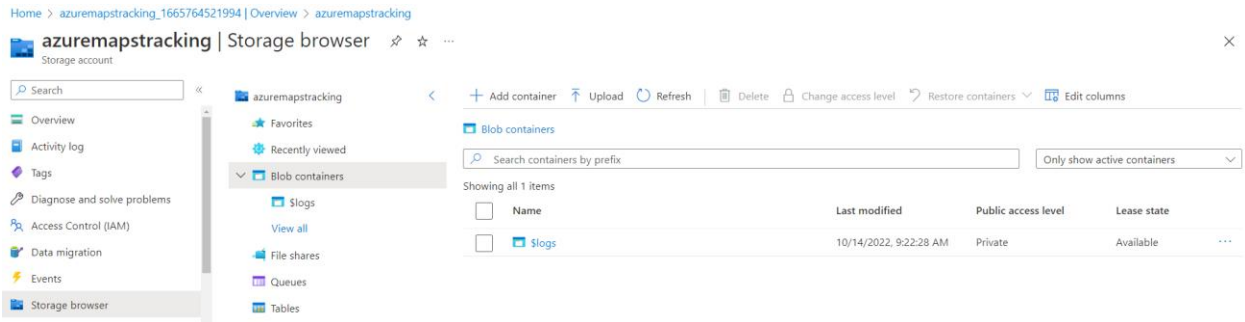 Home > azuremapstracking_1665764521994 | Overview > azuremapstracking
azuremapstracking | Storage browser
Storage account
Search
Overview
Activity log
Tags
Diagnose and solve problems
Access Control (IAM)
Data migration
Events
Storage browser
azuremapstracking
Favorites
Recently viewed
Blob containers
$logs
View all
File shares
Queues
Tables
Add container Upload Refresh Delete Change access level Restore containers Edit columns
Blob containers
Search containers by prefix Only show active containers
Showing all 1 items
Name Last modified Public access level Lease state
$logs 10/14/2022, 9:22:28 AM Private Available